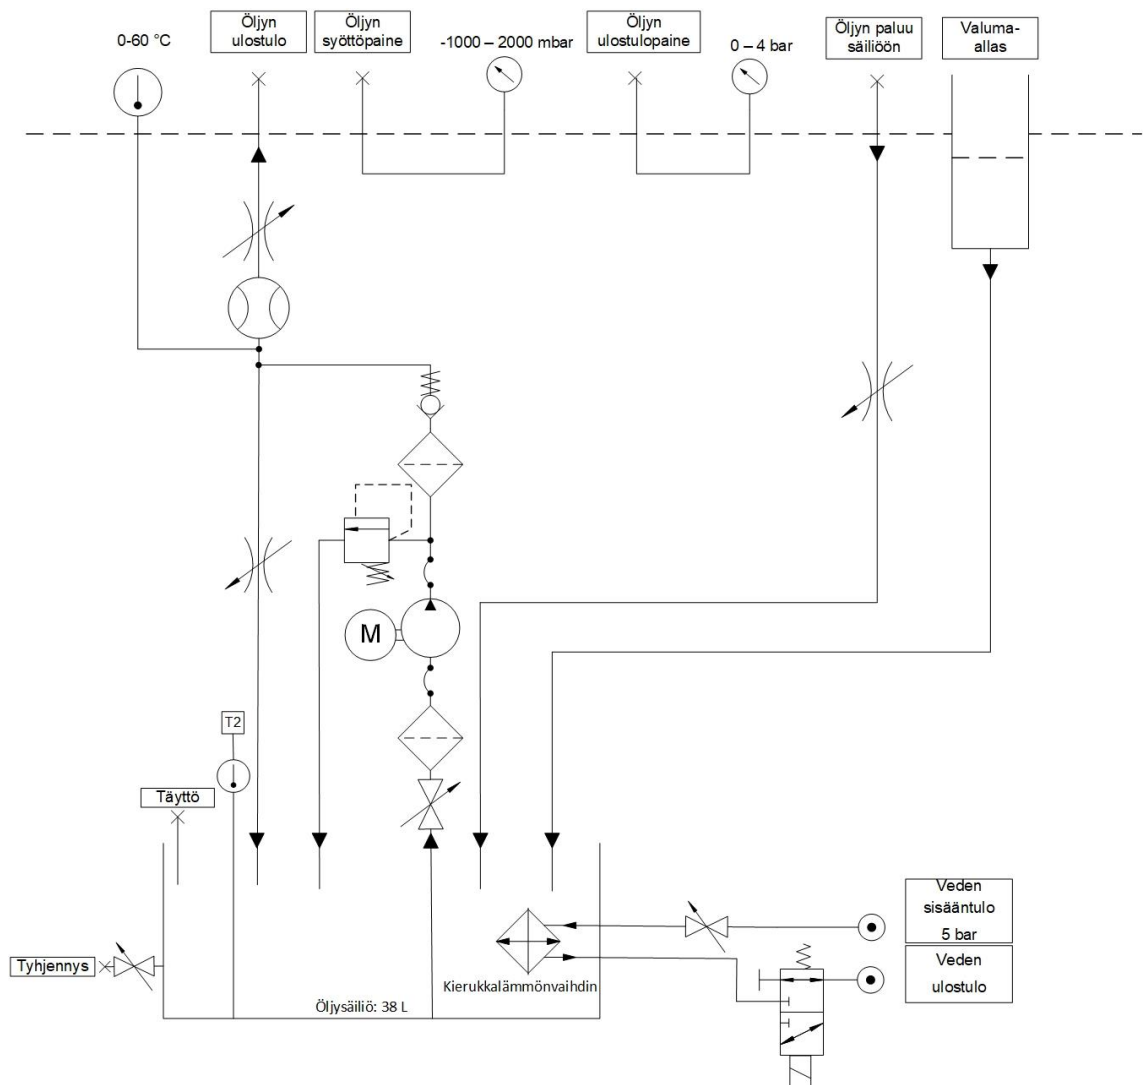 0-60 °C
Öljyn
ulostulo
Öljyn
syöttöpaine
-1000 – 2000 mbar
Öljyn
ulostulopaine
0 – 4 bar
Öljyn paluu
säiliöön
Valuma-
allas
M
T2
Täyttö
Tyhjennys
Öljysäiliö: 38 L
Kierukkalämmönvaihdin
Veden
sisääntulo
5 bar
Veden
ulostulo